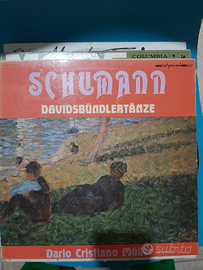 COLUMBIA
SCHUMANN
DAVIDSBÜNDLERTÄNZE
Dario Cristiano
subito